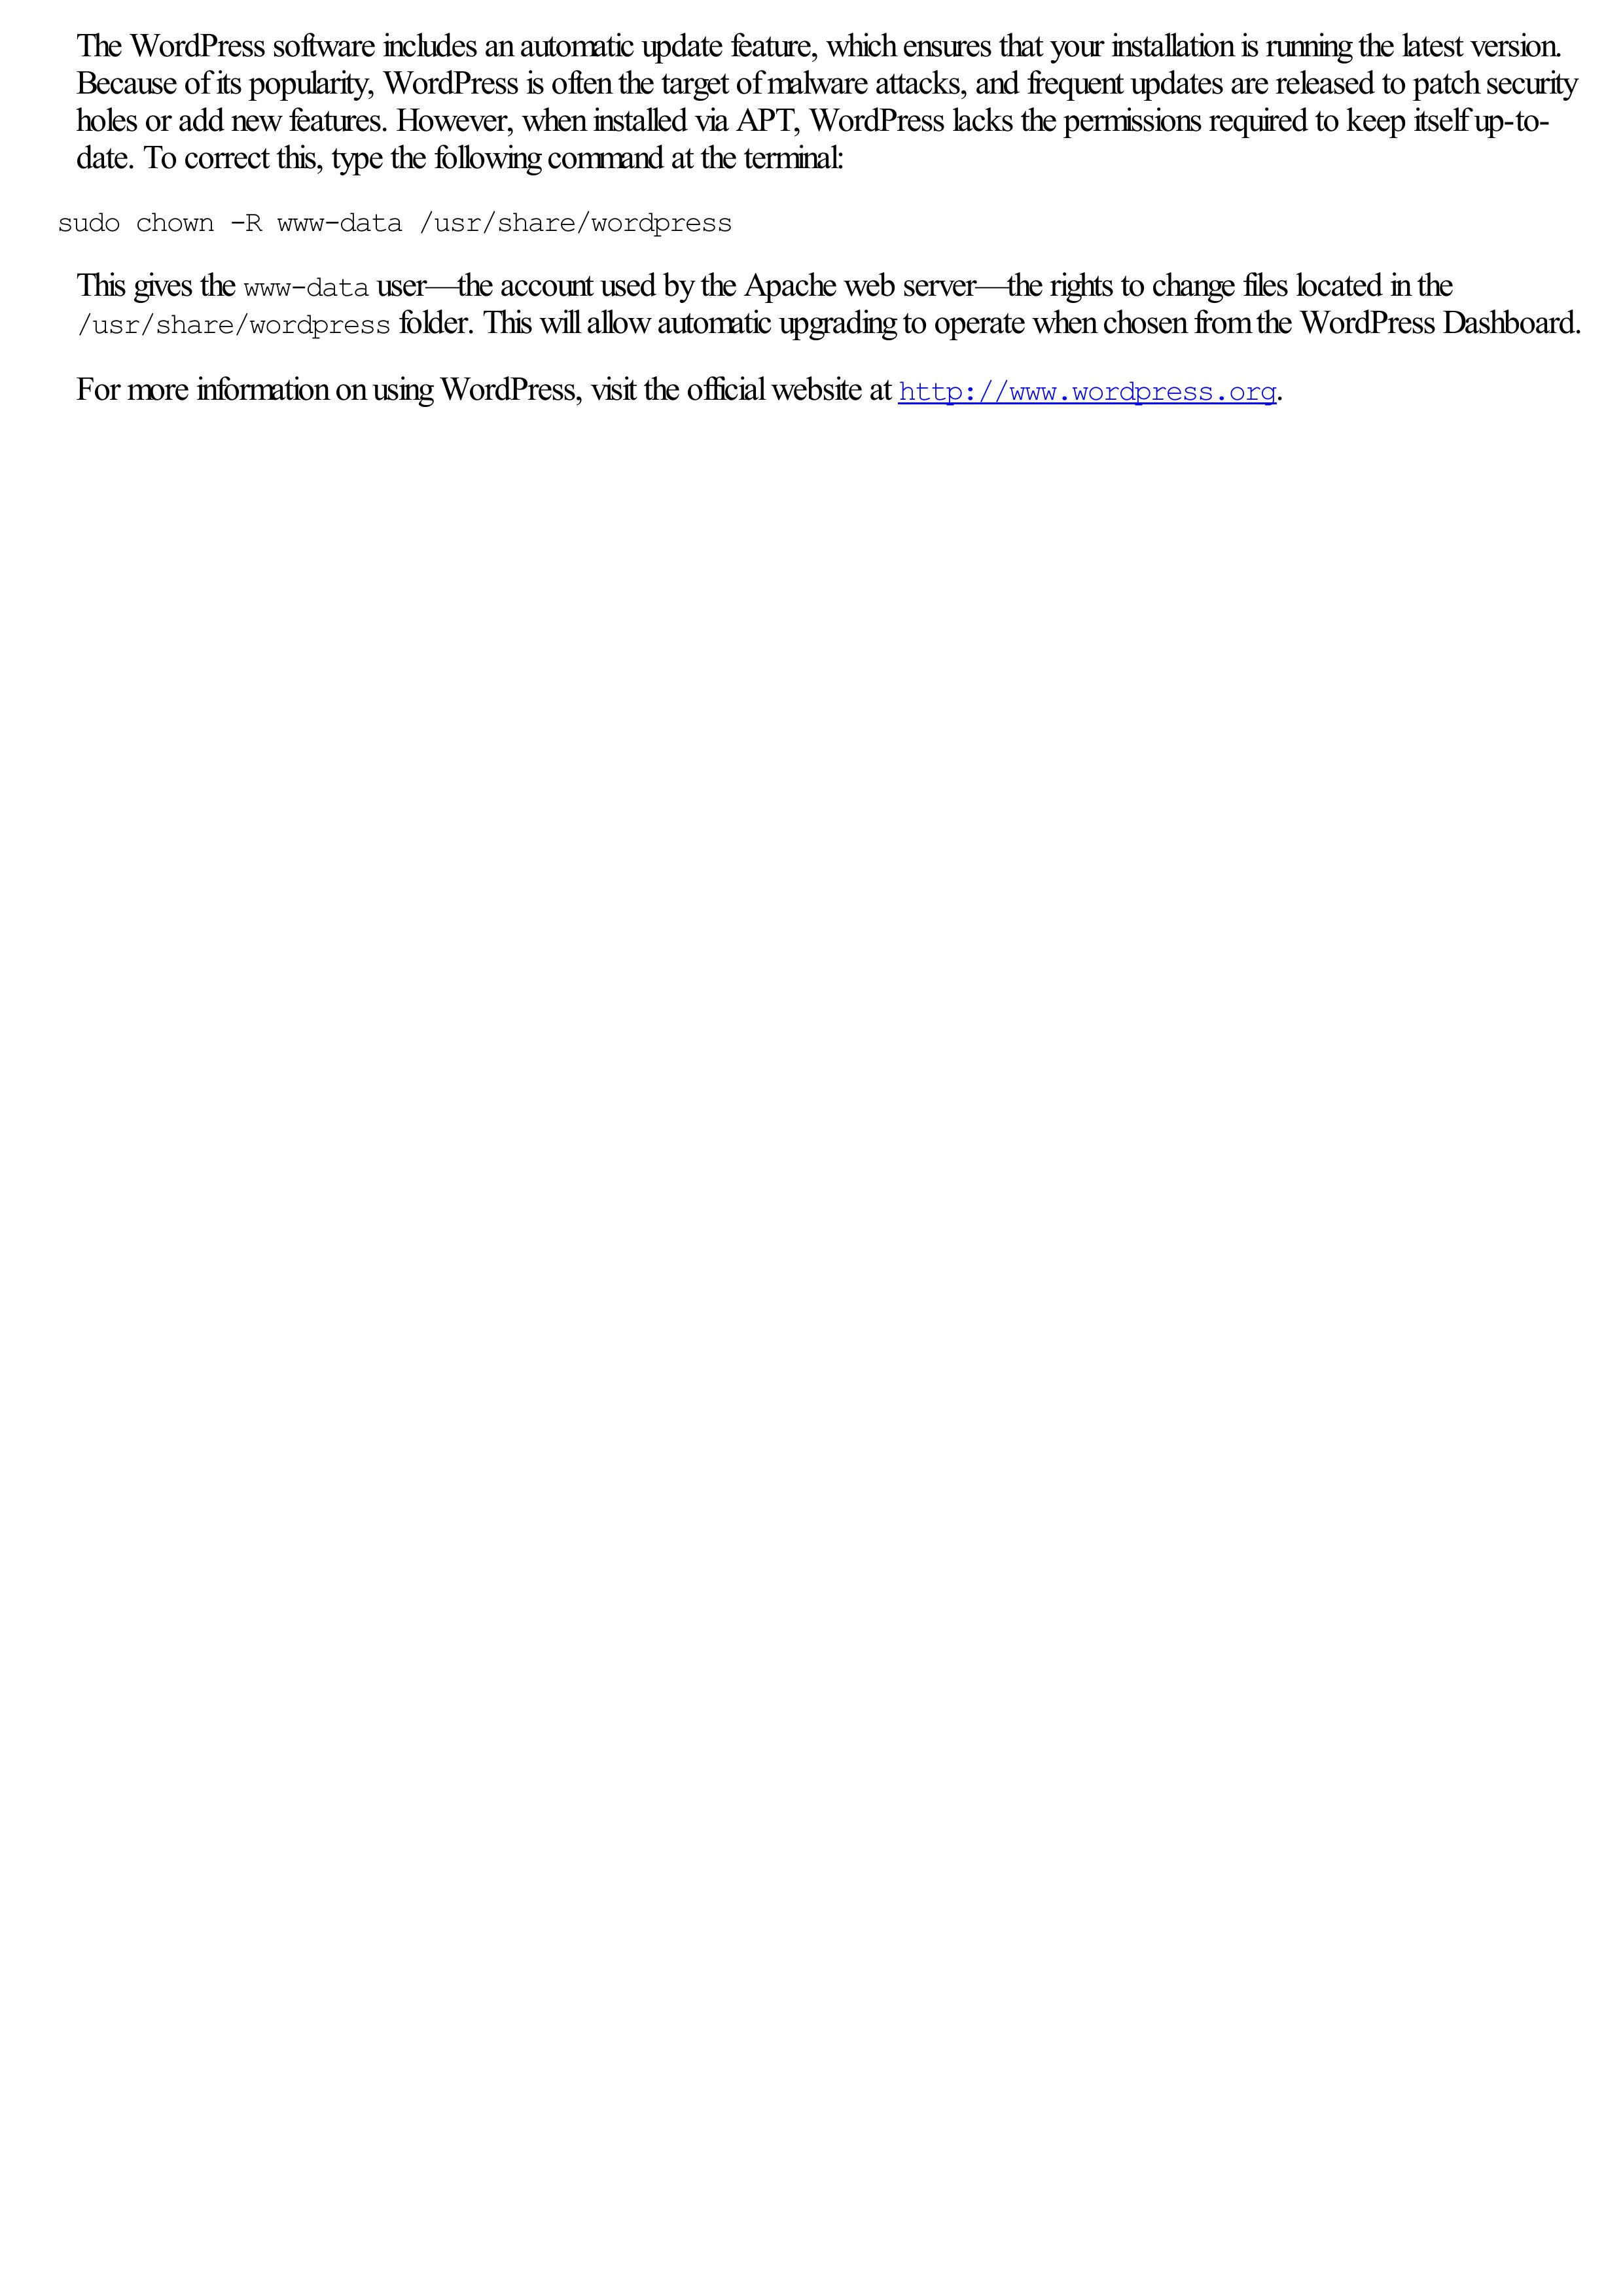 The WordPress software includes an automatic update feature, which ensures that your installation is running the latest version.
Because of its popularity, WordPress is often the target of malware attacks, and frequent updates are released to patch security
holes or add new features. However, when installed via APT, WordPress lacks the permissions required to keep itself up-to-
date. To correct this, type the following command at the terminal:
sudo chown -R www-data /usr/share/wordpress
This gives the www-data user—the account used by the Apache web server—the rights to change files located in the
/usr/share/wordpress folder. This will allow automatic upgrading to operate when chosen from the WordPress Dashboard.
For more information on using WordPress, visit the official website at http://www.wordpress.org.